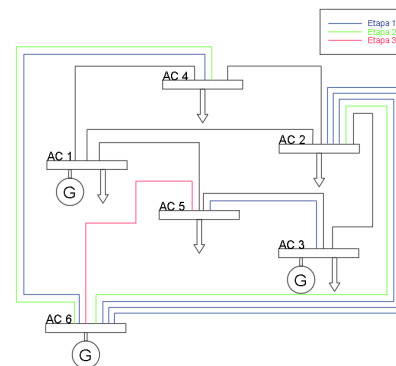 Etapa 1
Etapa 2
Etapa 3
AC 4
AC 1
AC 2
G
AC 5
AC 3
G
AC 6
G